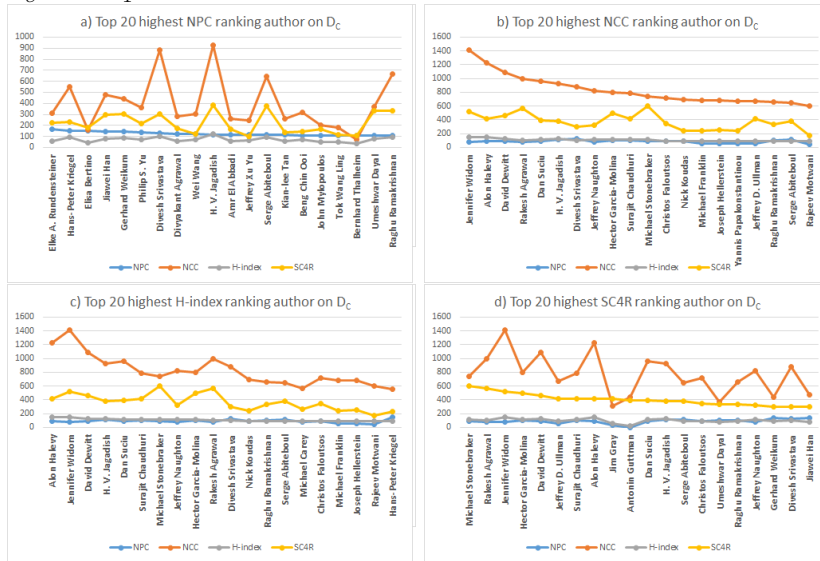 a) Top 20 highest NPC ranking author on DC
1000
900
800
700
600
500
400
300
200
100
0
Elke A. Rundensteiner
Hans-Peter Kriegel
Elisa Bertino
Jiawei Han
Gerhard Weikum
Philip S. Yu
Divesh Srivastava
Divyakant Agrawal
Wei Wang
H. V. Jagadish
Amr El Abbadi
Jeffrey Xu Yu
Serge Abiteboul
Kian-lee Tan
Beng Chin Ooi
John Mylopoulos
Tok Wang Ling
Bernhard Thalheim
Umeshwar Dayal
Raghu Ramakrishnan
NPC NCC H-index SC4R
b) Top 20 highest NCC ranking author on DC
1600
1400
1200
1000
800
600
400
200
0
Jennifer Widom
Alon Halevy
David Dewitt
Rakesh Agrawal
Dan Suciu
H. V. Jagadish
Divesh Srivastava
Jeffrey Naughton
Hector Garcia-Molina
Surajit Chaudhuri
Michael Stonebraker
Christos Faloutsos
Nick Koudas
Michael Franklin
Joseph Hellerstein
Yannis Papakonstantinou
Jeffrey D. Ullman
Raghu Ramakrishnan
Serge Abiteboul
Rajeev Motwani
NPC NCC H-index SC4R
c) Top 20 highest H-index ranking author on DC
1600
1400
1200
1000
800
600
400
200
0
Alon Halevy
Jennifer Widom
David Dewitt
H. V. Jagadish
Dan Suciu
Surajit Chaudhuri
Michael Stonebraker
Jeffrey Naughton
Hector Garcia-Molina
Rakesh Agrawal
Divesh Srivastava
Nick Koudas
Raghu Ramakrishnan
Serge Abiteboul
Michael Carey
Christos Faloutsos
Michael Franklin
Joseph Hellerstein
Rajeev Motwani
Hans-Peter Kriegel
NPC NCC H-index SC4R
d) Top 20 highest SC4R ranking author on DC
1600
1400
1200
1000
800
600
400
200
0
Michael Stonebraker
Rakesh Agrawal
Jennifer Widom
Hector Garcia-Molina
David Dewitt
Jeffrey D. Ullman
Surajit Chaudhuri
Alon Halevy
Jim Gray
Antonin Guttman
Dan Suciu
H. V. Jagadish
Serge Abiteboul
Christos Faloutsos
Umeshwar Dayal
Raghu Ramakrishnan
Jeffrey Naughton
Gerhard Weikum
Divesh Srivastava
Jiawei Han
NPC NCC H-index SC4R